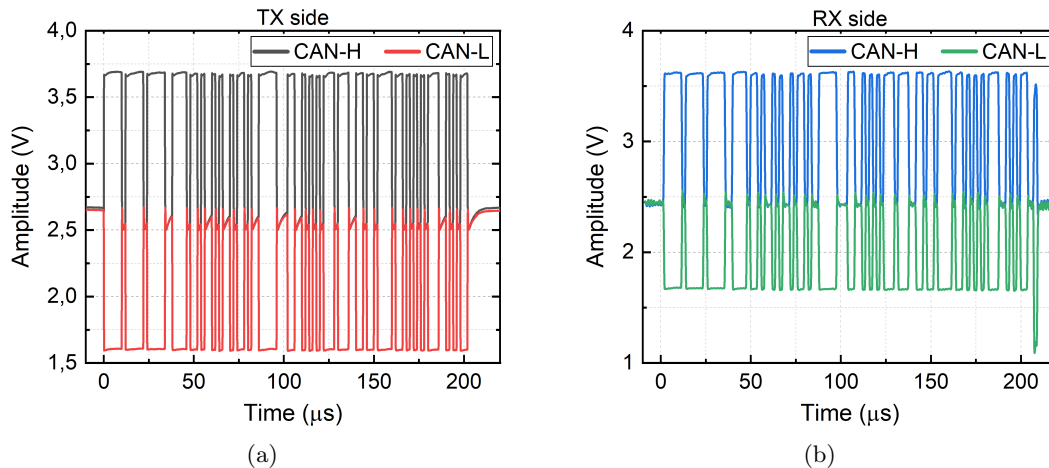 TX side
CAN-H CAN-L
4,0
3,5
3,0
2,5
2,0
1,5
Amplitude (V)
0 50 100 150 200
Time (μs)
(a)
RX side
CAN-H CAN-L
4
3
2
1
Amplitude (V)
0 50 100 150 200
Time (μs)
(b)